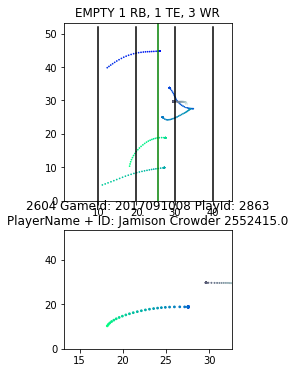 EMPTY 1 RB, 1 TE, 3 WR
50
40
30
20
10
0
10 20 30 40
2604 GameId: 2017091008 PlayId: 2863
PlayerName + ID: Jamison Crowder 2552415.0
40
20
0
15 20 25 30